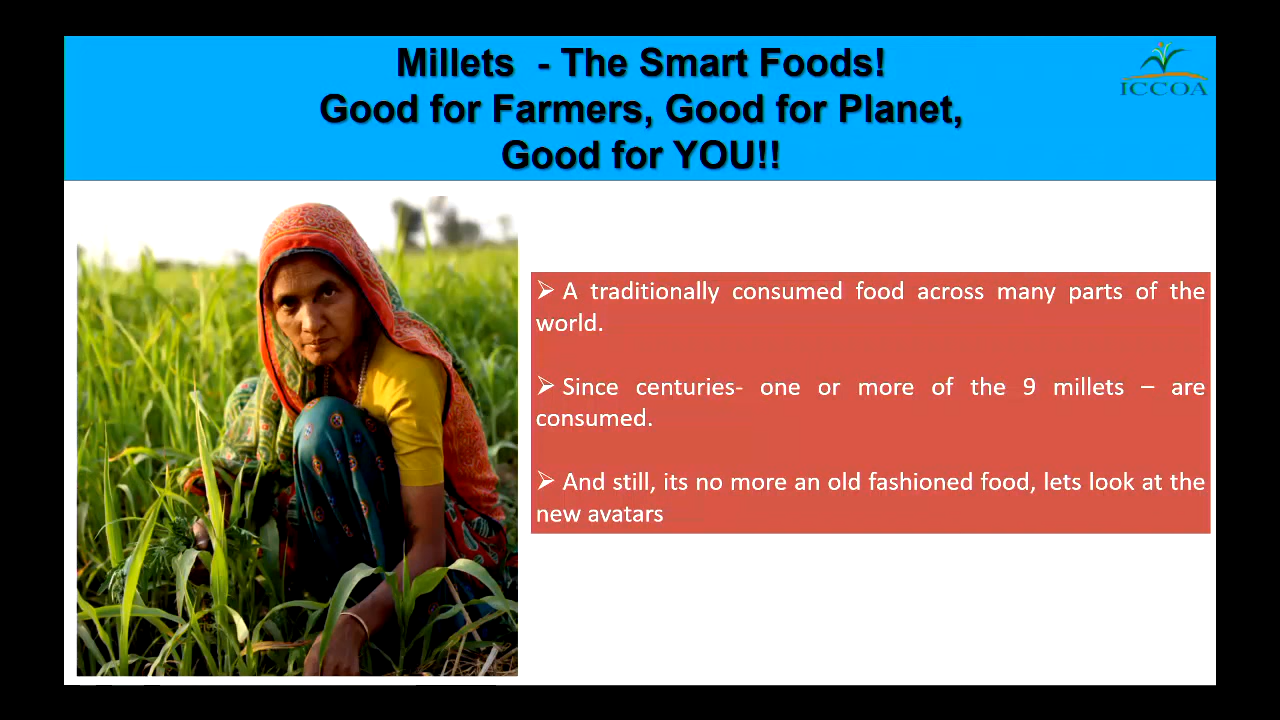 Millets - The Smart Foods!
Good for Farmers, Good for Planet,
Good for YOU!!
ICCOA
➢ A traditionally consumed food across many parts of the
world.
➢ Since centuries- one or more of the 9 millets – are
consumed.
➢ And still, its no more an old fashioned food, lets look at the
new avatars